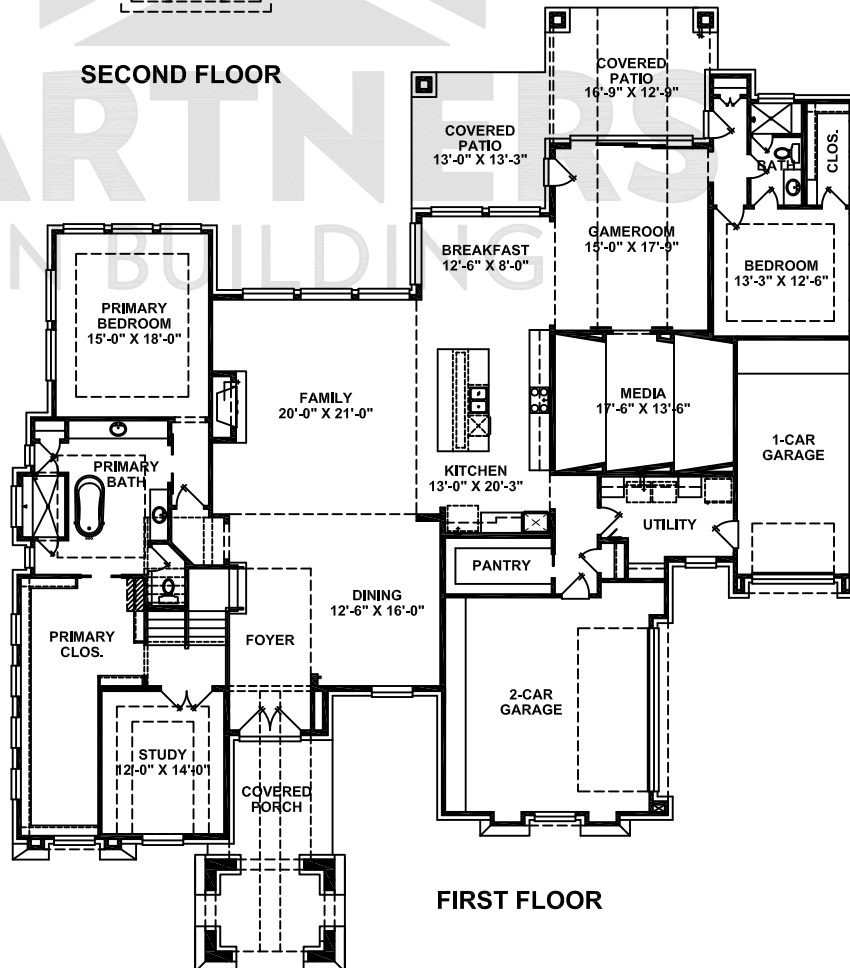 SECOND FLOOR
ARTNERS
N BUILDING
COVERED
PATIO
16'-9" X 12'-9"
COVERED
PATIO
13'-0" X 13'-3"
BATH
CLOS.
BREAKFAST
12'-6" X 8'-0"
GAMEROOM
15'-0" X 17'-9"
BEDROOM
13'-3" X 12'-6"
PRIMARY
BEDROOM
15'-0" X 18'-0"
FAMILY
20'-0" X 21'-0"
MEDIA
17'-6" X 13'-6"
1-CAR
GARAGE
PRIMARY
BATH
KITCHEN
13'-0" X 20'-3"
UTILITY
PANTRY
DINING
12'-6" X 16'-0"
PRIMARY
CLOS.
FOYER
2-CAR
GARAGE
STUDY
12'-0" X 14'-0"
COVERED
PORCH
FIRST FLOOR